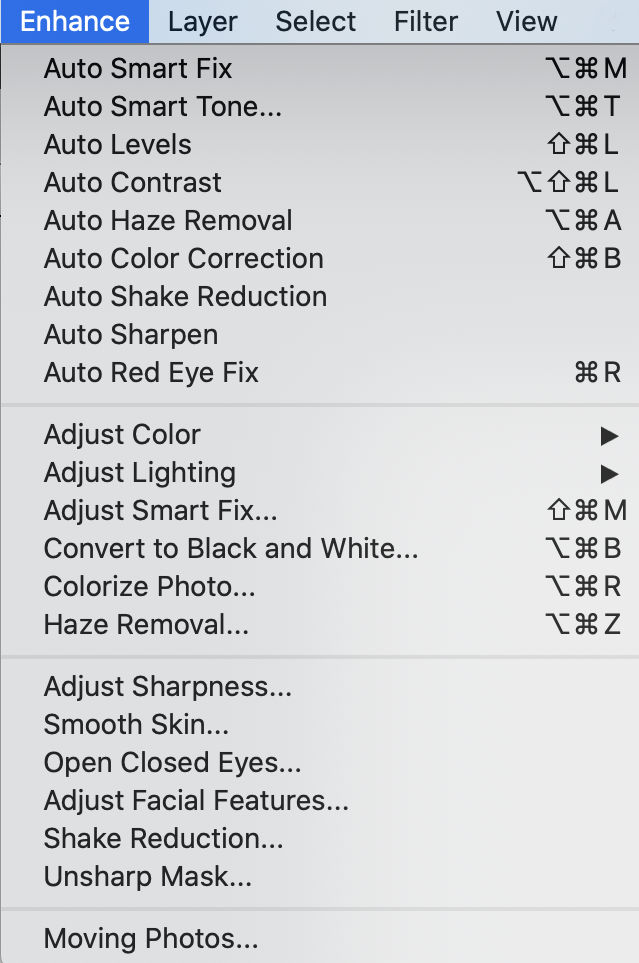 Enhance Layer Select Filter View
Auto Smart Fix ⌥⌘M
Auto Smart Tone... ⌥⌘T
Auto Levels ⇧⌘L
Auto Contrast ⌥⇧⌘L
Auto Haze Removal ⌥⌘A
Auto Color Correction ⇧⌘B
Auto Shake Reduction
Auto Sharpen
Auto Red Eye Fix ⌘R
Adjust Color ▶
Adjust Lighting ▶
Adjust Smart Fix... ⇧⌘M
Convert to Black and White... ⌥⌘B
Colorize Photo... ⌥⌘R
Haze Removal... ⌥⌘Z
Adjust Sharpness...
Smooth Skin...
Open Closed Eyes...
Adjust Facial Features...
Shake Reduction...
Unsharp Mask...
Moving Photos...